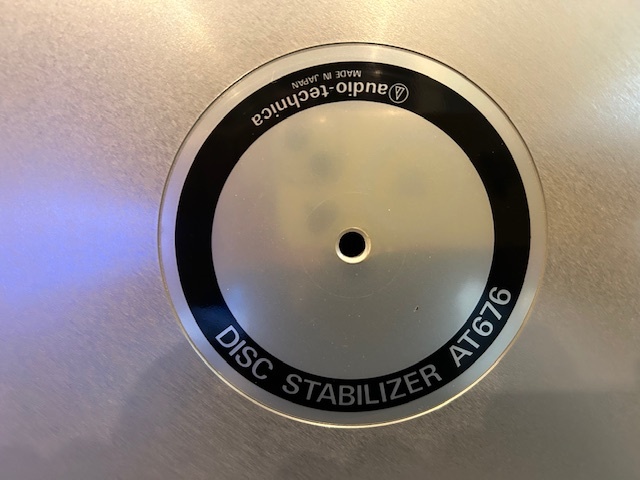 audio-technica
MADE IN JAPAN
DISC STABILIZER AT676